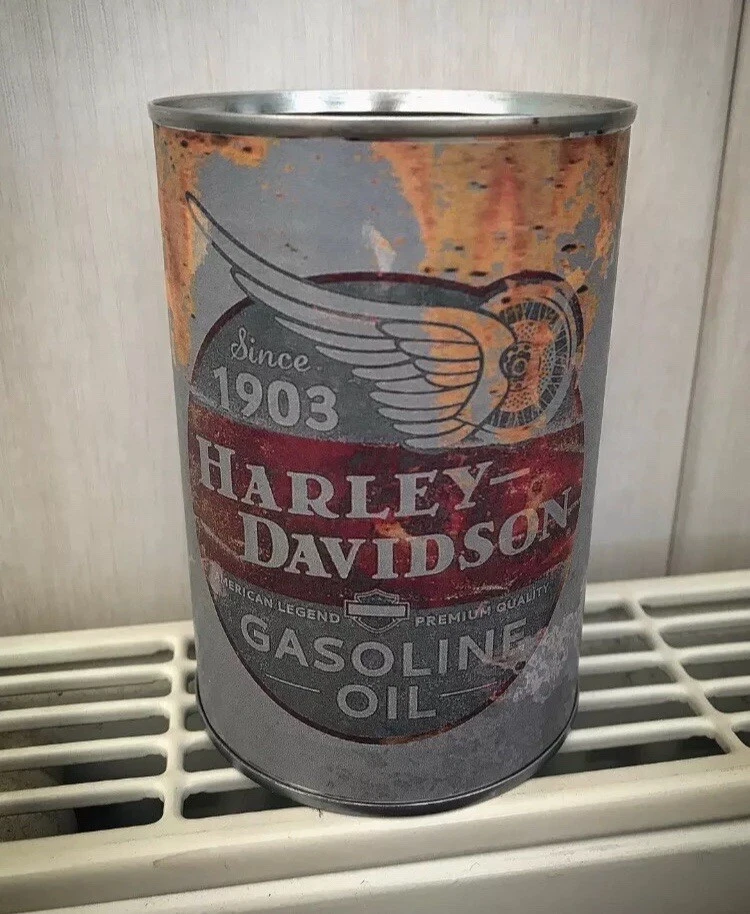 Since
1903
HARLEY-
DAVIDSON
AMERICAN LEGEND PREMIUM QUALITY
GASOLINE
OIL